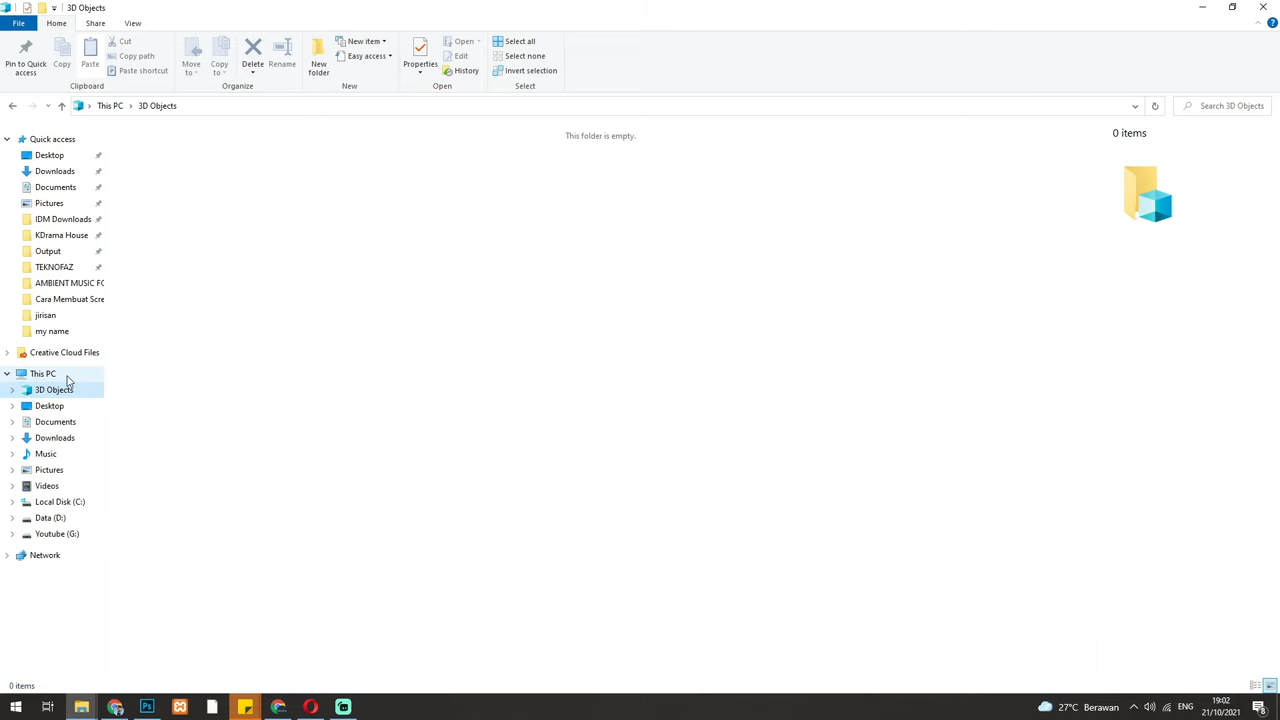 3D Objects
File Home Share View
Pin to Quick access
Copy
Paste
Cut
Copy path
Paste shortcut
Clipboard
Move to
Copy to
Delete
Rename
Organize
New folder
New item
Easy access
New
Properties
Open
Edit
History
Open
Select all
Select none
Invert selection
Select
This PC 3D Objects
Search 3D Objects
Quick access
Desktop
Downloads
Documents
Pictures
IDM Downloads
KDrama House
Output
TEKNOFAZ
AMBIENT MUSIC FO
Cara Membuat Scre
jirisan
my name
Creative Cloud Files
This PC
3D Objects
Desktop
Documents
Downloads
Music
Pictures
Videos
Local Disk (C:)
Data (D:)
Youtube (G:)
Network
This folder is empty.
0 items
0 items
Ps
27°C Berawan
ENG
19:02
21/10/2021
8